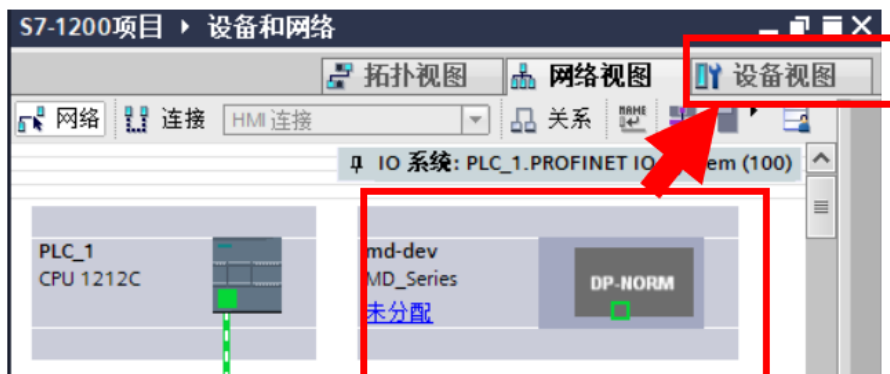 S7-1200项目 ▸ 设备和网络
拓扑视图 网络视图 设备视图
网络 连接 HMI 连接 关系
IO 系统: PLC_1.PROFINET IO em (100)
PLC_1
CPU 1212C
md-dev
MD_Series
未分配
DP-NORM